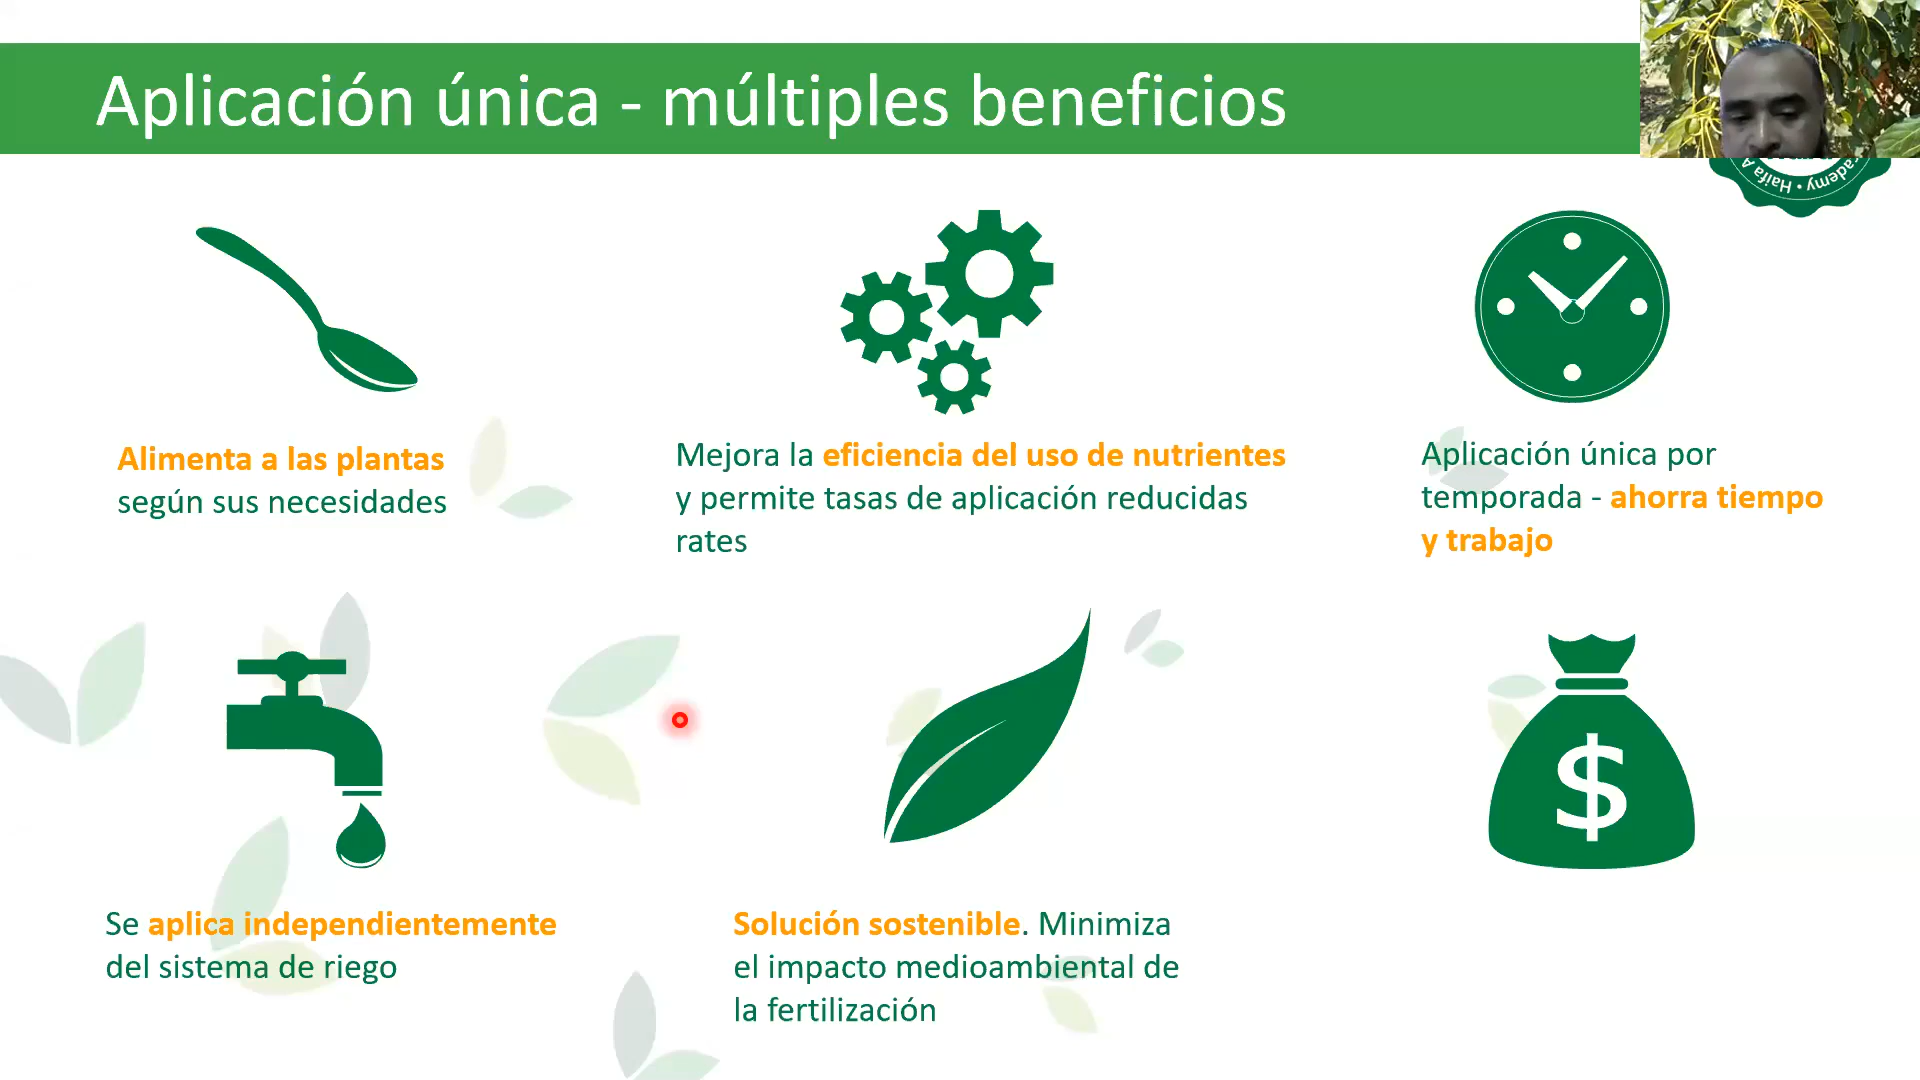 Aplicación única - múltiples beneficios
ademy • Haifa A
Alimenta a las plantas
según sus necesidades
Mejora la eficiencia del uso de nutrientes
y permite tasas de aplicación reducidas
rates
Aplicación única por
temporada - ahorra tiempo
y trabajo
$
Se aplica independientemente
del sistema de riego
Solución sostenible. Minimiza
el impacto medioambiental de
la fertilización